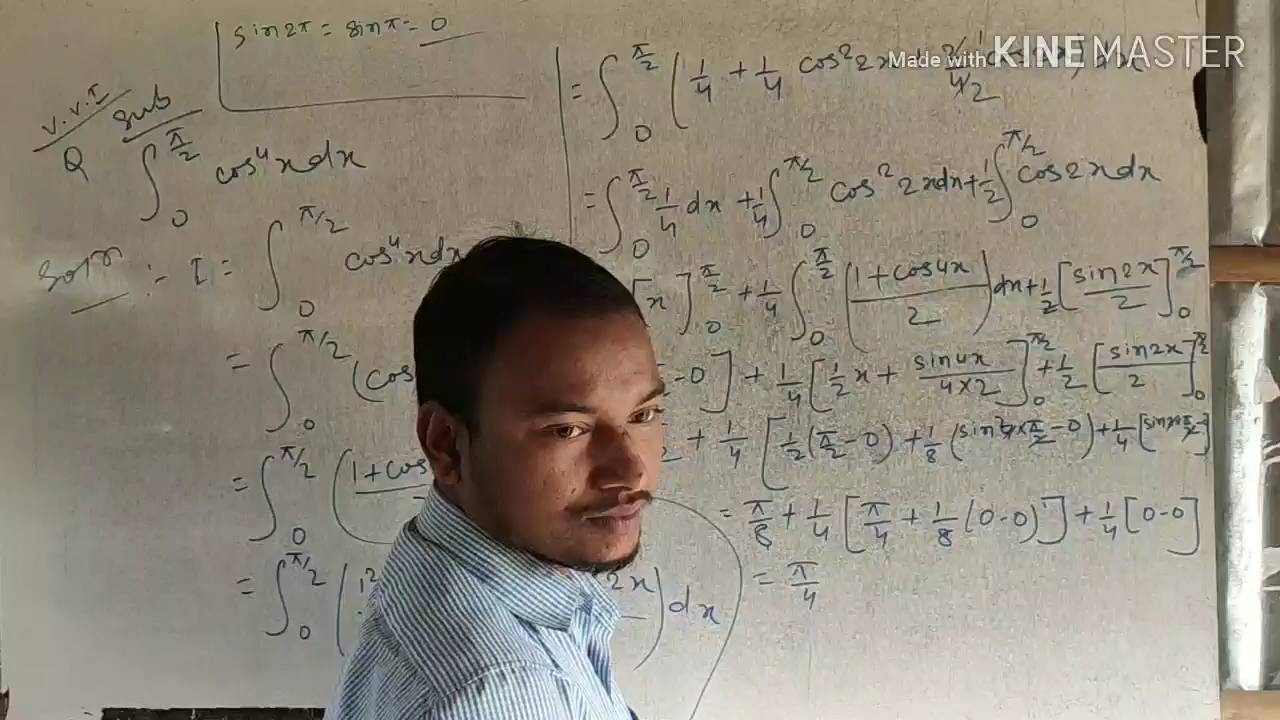 sin2π = sinπ = 0
V.V.I
Sub
Q ∫₀^{π/2} cos⁴x dx
Soln :- I = ∫₀^{π/2} cos⁴x dx
= ∫₀^{π/2} (cos
= ∫₀^{π/2} (1+cos
= ∫₀^{π/2} (1² 2x) dx
= ∫₀^{π/2} (1/4 + 1/4 cos²2x
= ∫₀^{π/2} 1/4 dx + 1/4 ∫₀^{π/2} cos²2x dx + 1/2 ∫₀^{π/2} cos2x dx
[x]₀^{π/2} + 1/4 ∫₀^{π/2} ((1+cos4x)/2) dx + 1/2 [sin2x/2]₀^{π/2}
-0] + 1/4 [1/2 x + sin4x/(4×2)]₀^{π/2} + 1/2 [sin2x/2]₀^{π/2}
+ 1/4 [1/2 (π/2 - 0) + 1/8 (sin4×π/2 - 0) + 1/4
= π/8 + 1/4 [π/4 + 1/8 (0-0)] + 1/4 [0-0]
= π/4
Made with KINEMASTER